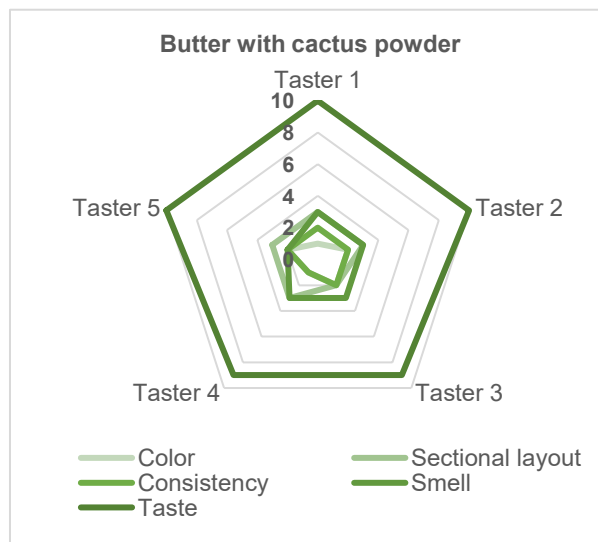 Butter with cactus powder
Taster 1
10
8
6
4
2
0
Taster 5
Taster 2
Taster 4
Taster 3
Color
Sectional layout
Consistency
Smell
Taste